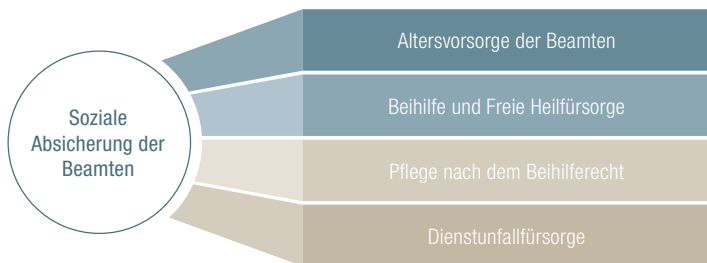 Soziale
Absicherung der
Beamten
Altersvorsorge der Beamten
Beihilfe und Freie Heilfürsorge
Pflege nach dem Beihilferecht
Dienstunfallfürsorge